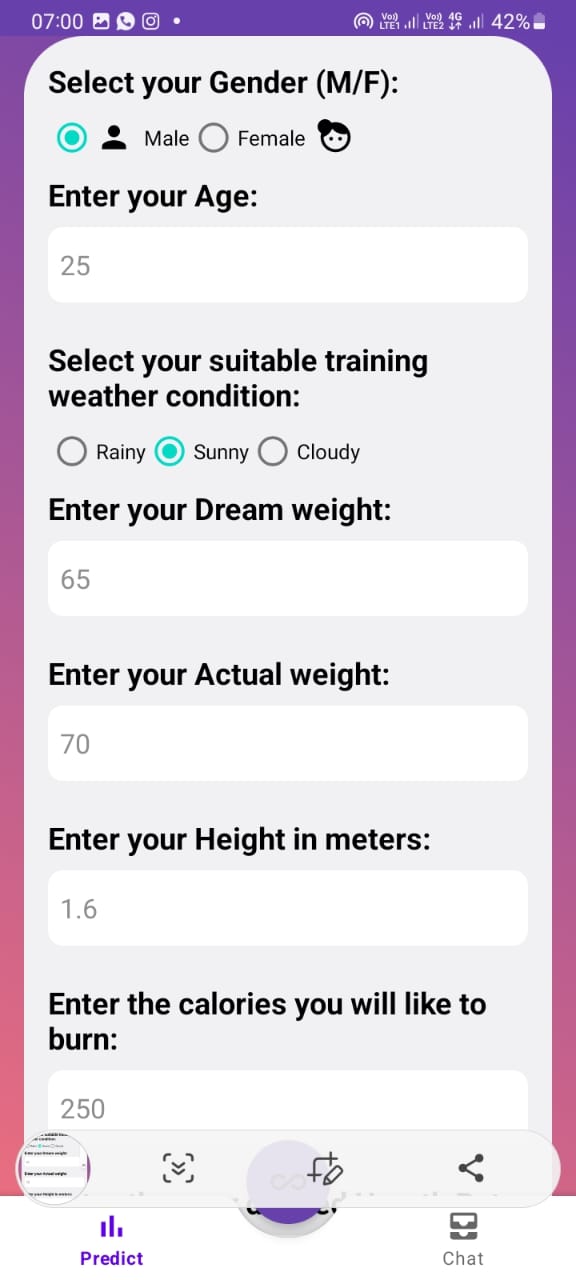 07:00 Vo) LTE1 Vo) LTE2 4G 42%
Select your Gender (M/F):
Male Female
Enter your Age:
25
Select your suitable training
weather condition:
Rainy Sunny Cloudy
Enter your Dream weight:
65
Enter your Actual weight:
70
Enter your Height in meters:
1.6
Enter the calories you will like to
burn:
250
Predict Chat